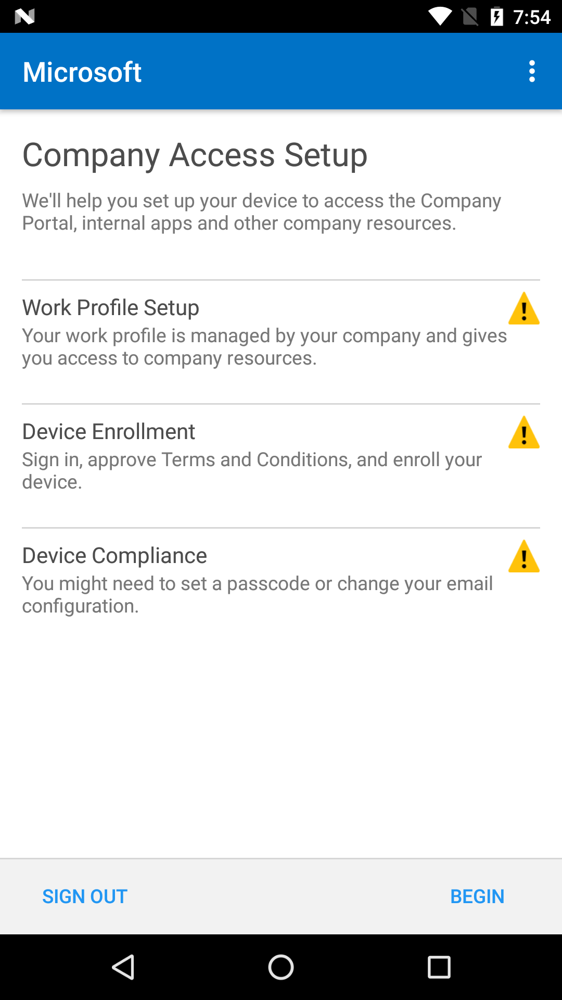 7:54
Microsoft
Company Access Setup
We'll help you set up your device to access the Company
Portal, internal apps and other company resources.
Work Profile Setup
Your work profile is managed by your company and gives
you access to company resources.
Device Enrollment
Sign in, approve Terms and Conditions, and enroll your
device.
Device Compliance
You might need to set a passcode or change your email
configuration.
SIGN OUT
BEGIN